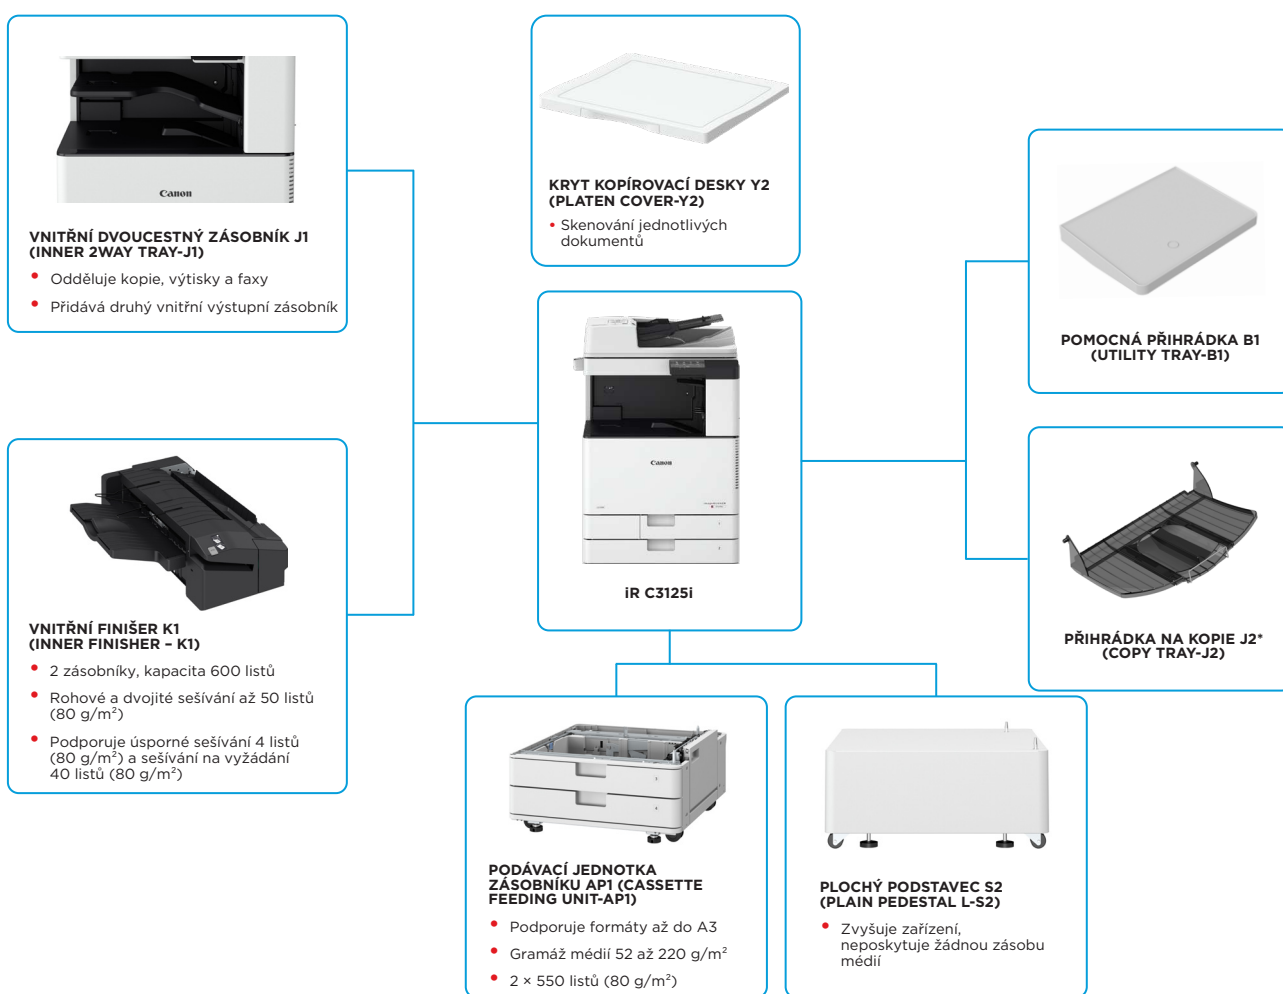 Canon
VNITŘNÍ DVOUCESTNÝ ZÁSOBNÍK J1
(INNER 2WAY TRAY-J1)
• Odděluje kopie, výtisky a faxy
• Přidává druhý vnitřní výstupní zásobník
KRYT KOPÍROVACÍ DESKY Y2
(PLATEN COVER-Y2)
• Skenování jednotlivých
dokumentů
POMOCNÁ PŘIHRÁDKA B1
(UTILITY TRAY-B1)
Canon
iR C3125i
VNITŘNÍ FINIŠER K1
(INNER FINISHER – K1)
• 2 zásobníky, kapacita 600 listů
• Rohové a dvojité sešívání až 50 listů
(80 g/m²)
• Podporuje úsporné sešívání 4 listů
(80 g/m²) a sešívání na vyžádání
40 listů (80 g/m²)
PŘIHRÁDKA NA KOPIE J2*
(COPY TRAY-J2)
PODÁVACÍ JEDNOTKA
ZÁSOBNÍKU AP1 (CASSETTE
FEEDING UNIT-AP1)
• Podporuje formáty až do A3
• Gramáž médií 52 až 220 g/m²
• 2 × 550 listů (80 g/m²)
PLOCHÝ PODSTAVEC S2
(PLAIN PEDESTAL L-S2)
• Zvyšuje zařízení,
neposkytuje žádnou zásobu
médií